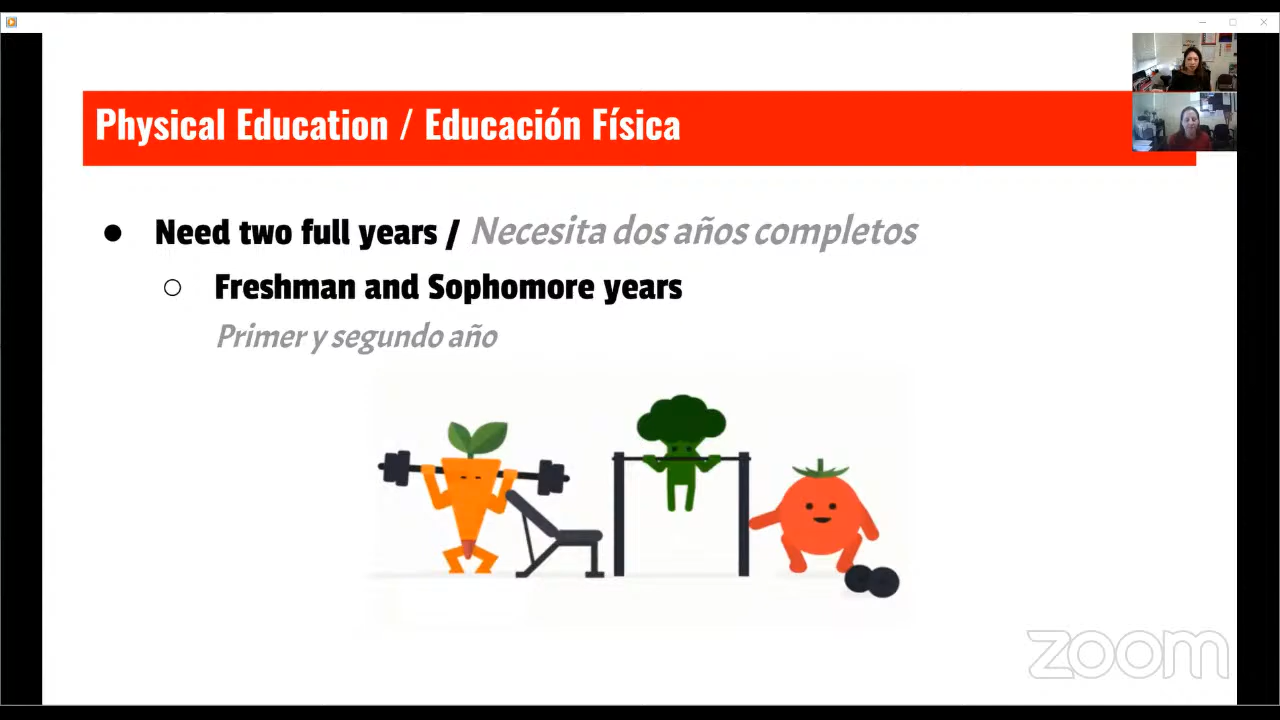 Physical Education / Educación Física
● Need two full years / Necesita dos años completos
○ Freshman and Sophomore years
Primer y segundo año
zoom